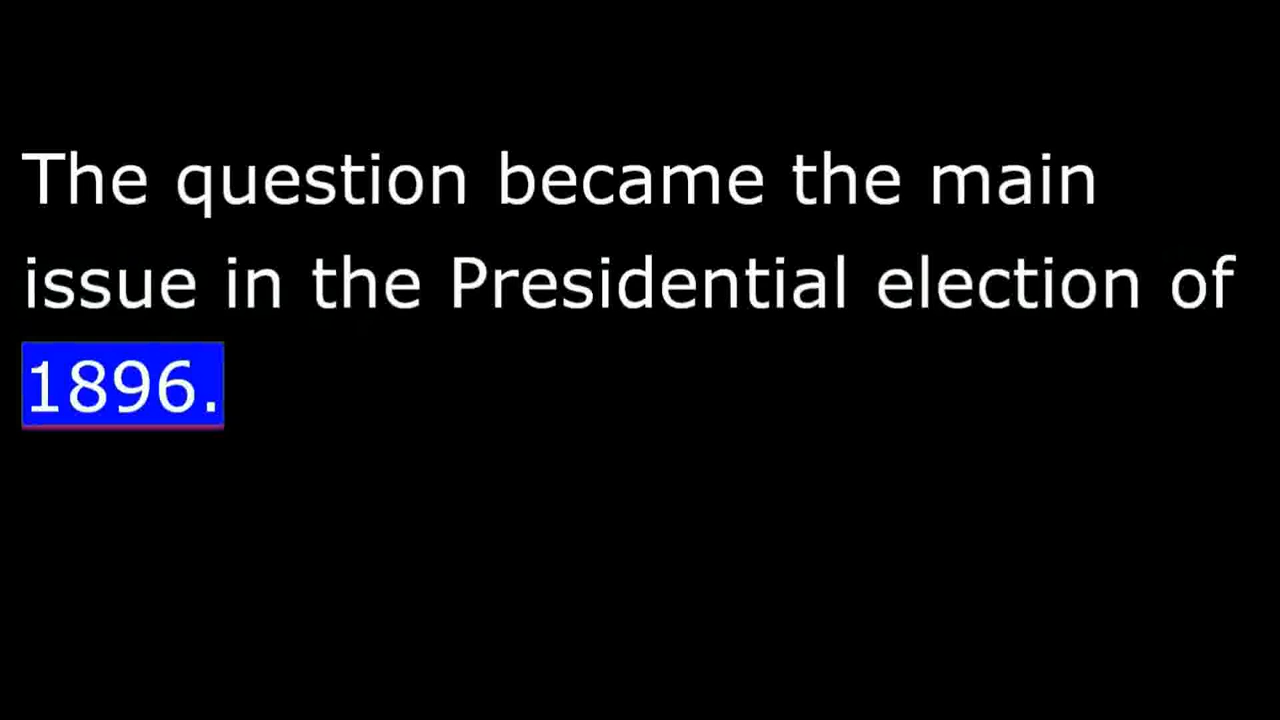 The question became the main
issue in the Presidential election of
1896.